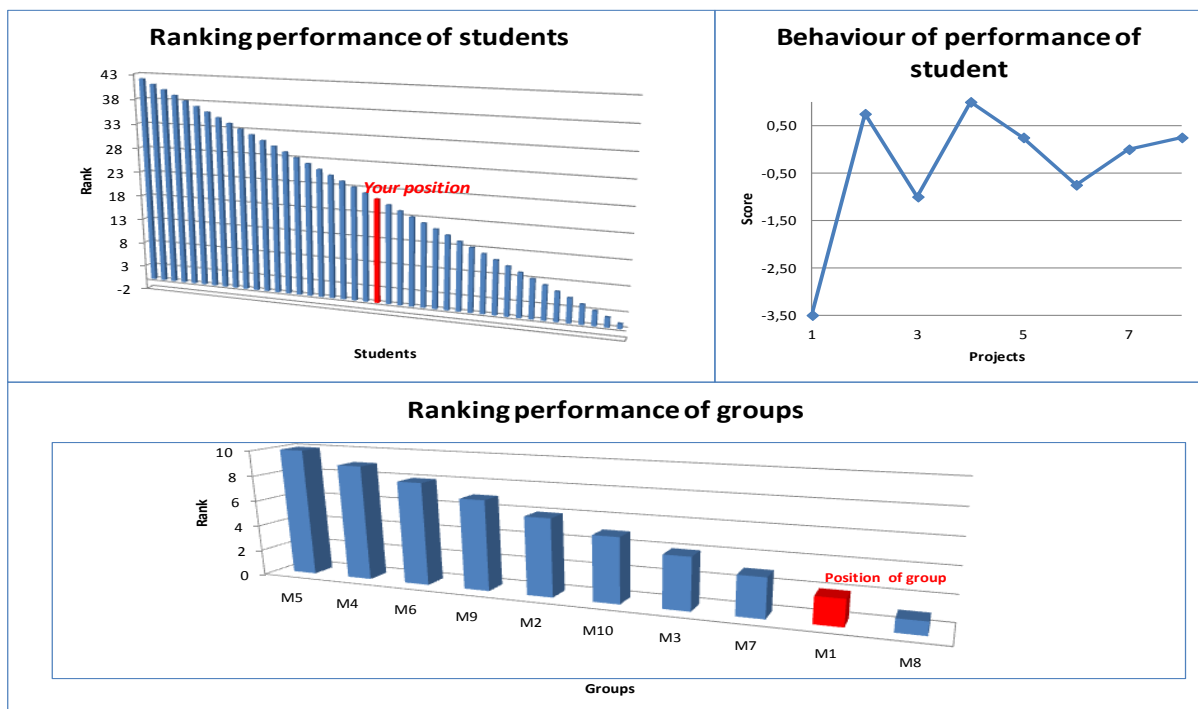 Ranking performance of students
43
38
33
28
23
18
13
8
3
-2
Rank
Your position
Students
Behaviour of performance of
student
0,50
-0,50
-1,50
-2,50
-3,50
Score
1
3
5
7
Projects
Ranking performance of groups
10
8
6
4
2
0
Rank
Position of group
M5
M4
M6
M9
M2
M10
M3
M7
M1
M8
Groups